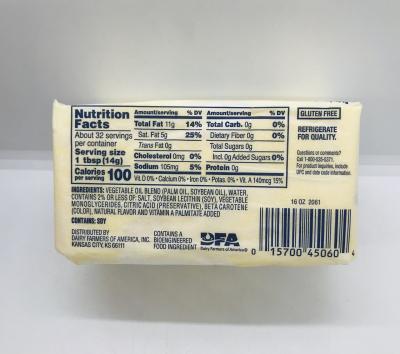 Nutrition Facts
About 32 servings per container
Serving size
1 tbsp (14g)
Calories per serving 100
Amount/serving % DV
Total Fat 11g 14%
Sat. Fat 5g 25%
Trans Fat 0g
Cholesterol 0mg 0%
Sodium 105mg 5%
Amount/serving % DV
Total Carb. 0g 0%
Dietary Fiber 0g 0%
Total Sugars 0g
Incl. 0g Added Sugars 0%
Protein 0g
Vit. D 0% • Calcium 0% • Iron 0% • Potas. 0% • Vit. A 140mcg 15%
GLUTEN FREE
REFRIGERATE
FOR QUALITY.
Questions or comments?
Call 1-800-625-5371.
For product inquiries, include
UPC and date code information.
INGREDIENTS: VEGETABLE OIL BLEND (PALM OIL, SOYBEAN OIL), WATER,
CONTAINS 2% OR LESS OF: SALT, SOYBEAN LECITHIN (SOY), VEGETABLE
MONOGLYCERIDES, CITRIC ACID (PRESERVATIVE), BETA CAROTENE
(COLOR), NATURAL FLAVOR AND VITAMIN A PALMITATE ADDED
CONTAINS: SOY
DISTRIBUTED BY
DAIRY FARMERS OF AMERICA, INC.
KANSAS CITY, KS 66111
CONTAINS A
BIOENGINEERED
FOOD INGREDIENT
DFA
Dairy Farmers of America®
16 OZ 2061
0 15700 45060 4